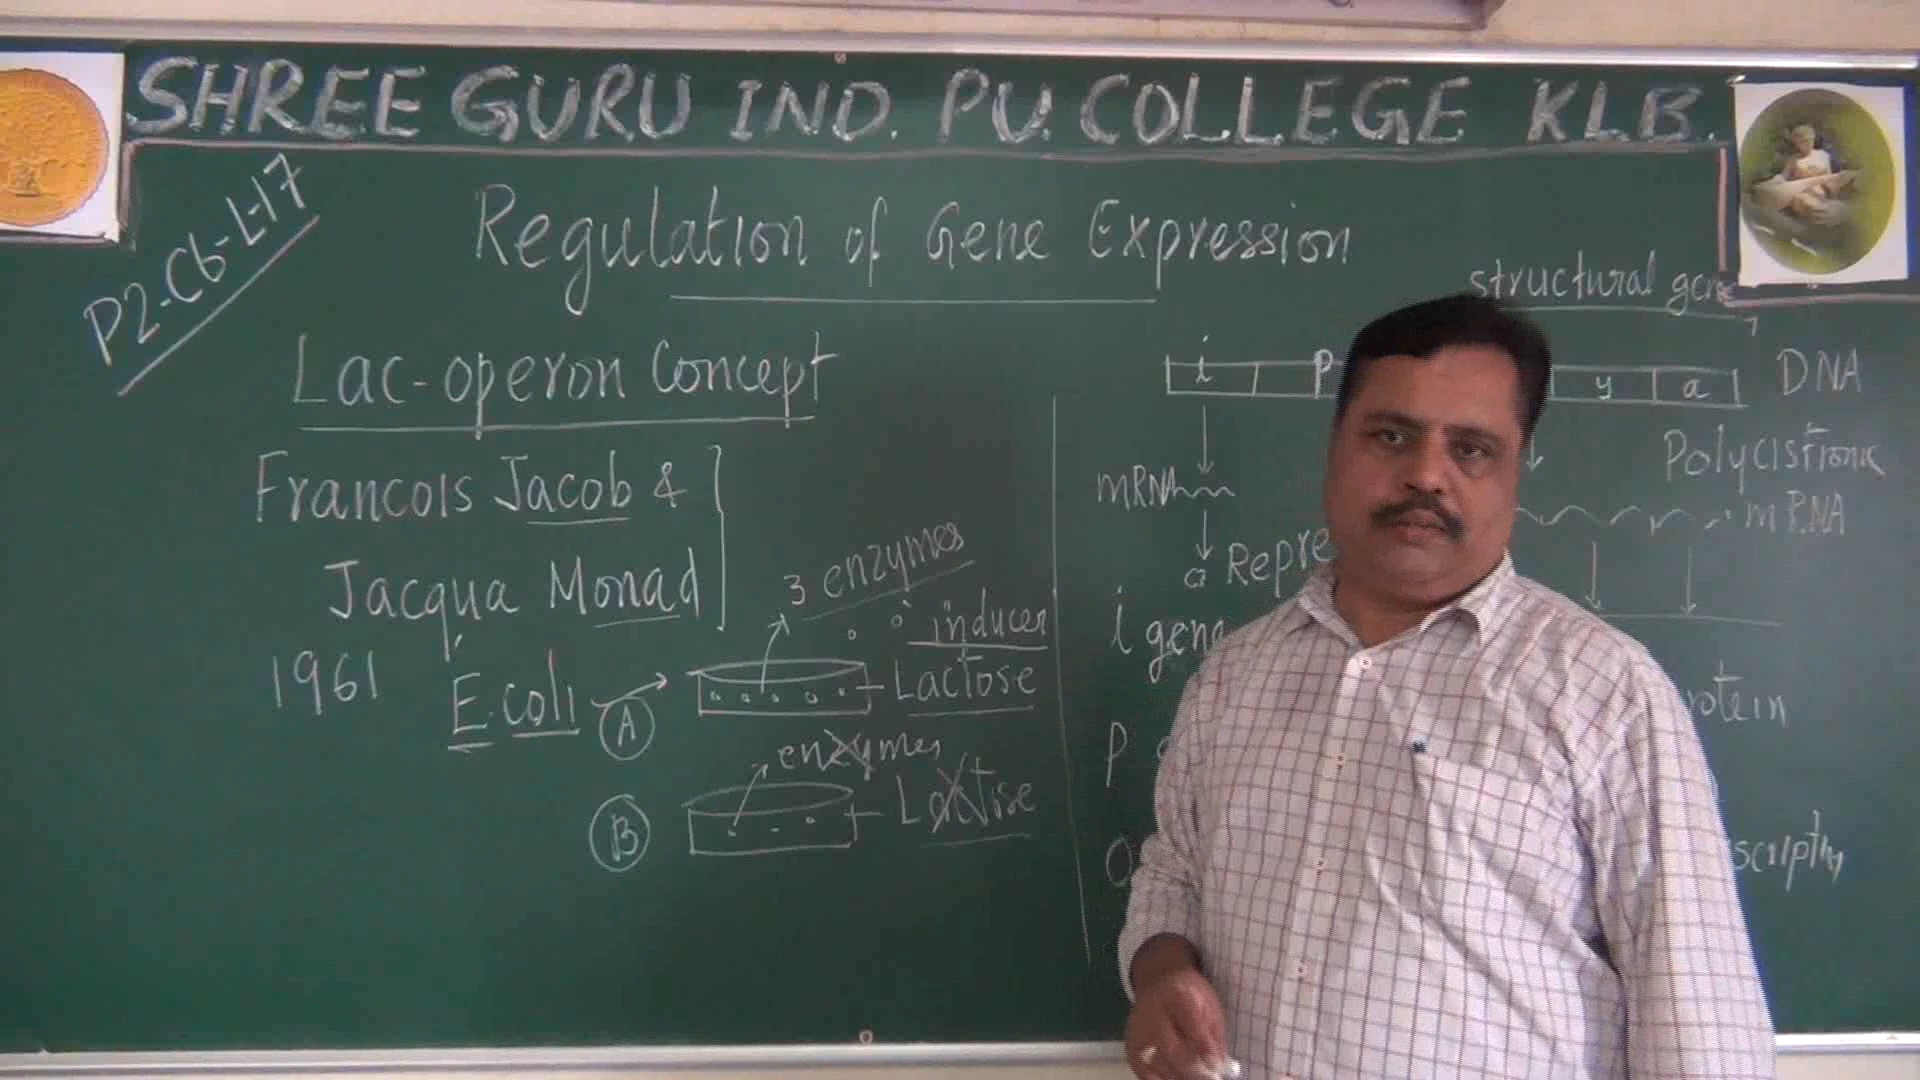 SHREE GURU IND. PU. COLLEGE KLB.
P2-C6-L-17
Regulation of Gene Expression
Lac-operon Concept
Francois Jacob &
Jacqua Monad
1961
E.coli
A
3 enzymes
inducer
Lactose
B
enzymes
Lactise
structural gene
i
p
y
a
DNA
Polycistronic
mRNA
mRNA
Repre
i gene
P
O
rotein
scription